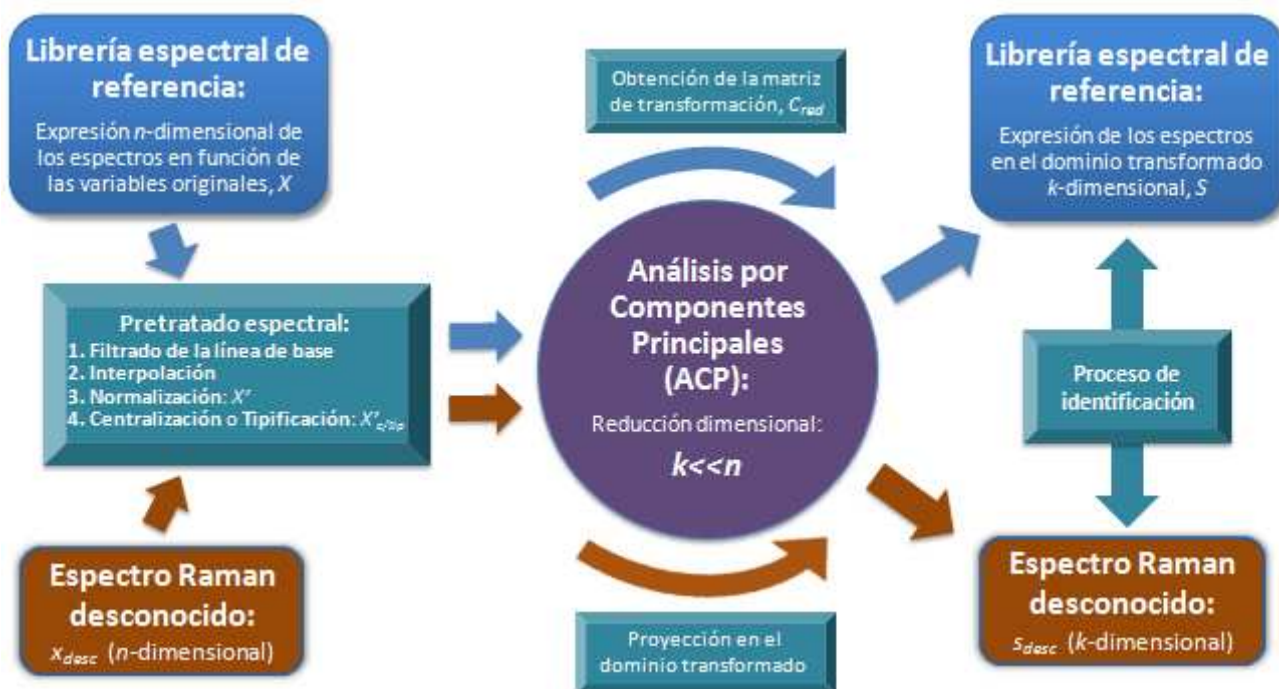 Librería espectral de
referencia:
Expresión n-dimensional de
los espectros en función de
las variables originales, X
Pretratado espectral:
1. Filtrado de la línea de base
2. Interpolación
3. Normalización: X'
4. Centralización o Tipificación: X'c/tip
Espectro Raman
desconocido:
xdesc (n-dimensional)
Obtención de la matriz
de transformación, Cred
Análisis por
Componentes
Principales
(ACP):
Reducción dimensional:
k<<n
Proyección en el
dominio transformado
Librería espectral de
referencia:
Expresión de los espectros
en el dominio transformado
k-dimensional, S
Proceso de
identificación
Espectro Raman
desconocido:
sdesc (k-dimensional)